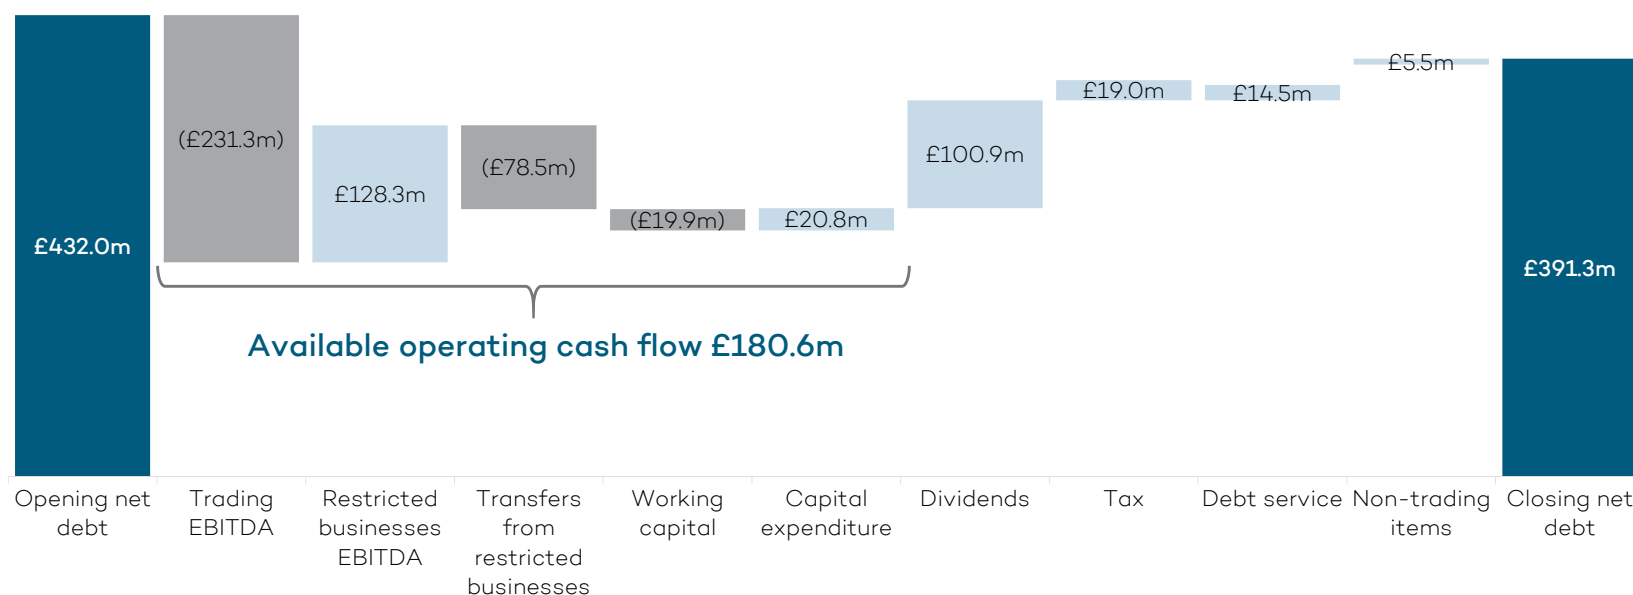 £432.0m
(£231.3m)
£128.3m
(£78.5m)
(£19.9m)
£20.8m
£100.9m
£19.0m
£14.5m
£5.5m
£391.3m
Available operating cash flow £180.6m
Opening net
debt
Trading
EBITDA
Restricted
businesses
EBITDA
Transfers
from
restricted
businesses
Working
capital
Capital
expenditure
Dividends
Tax
Debt service
Non-trading
items
Closing net
debt